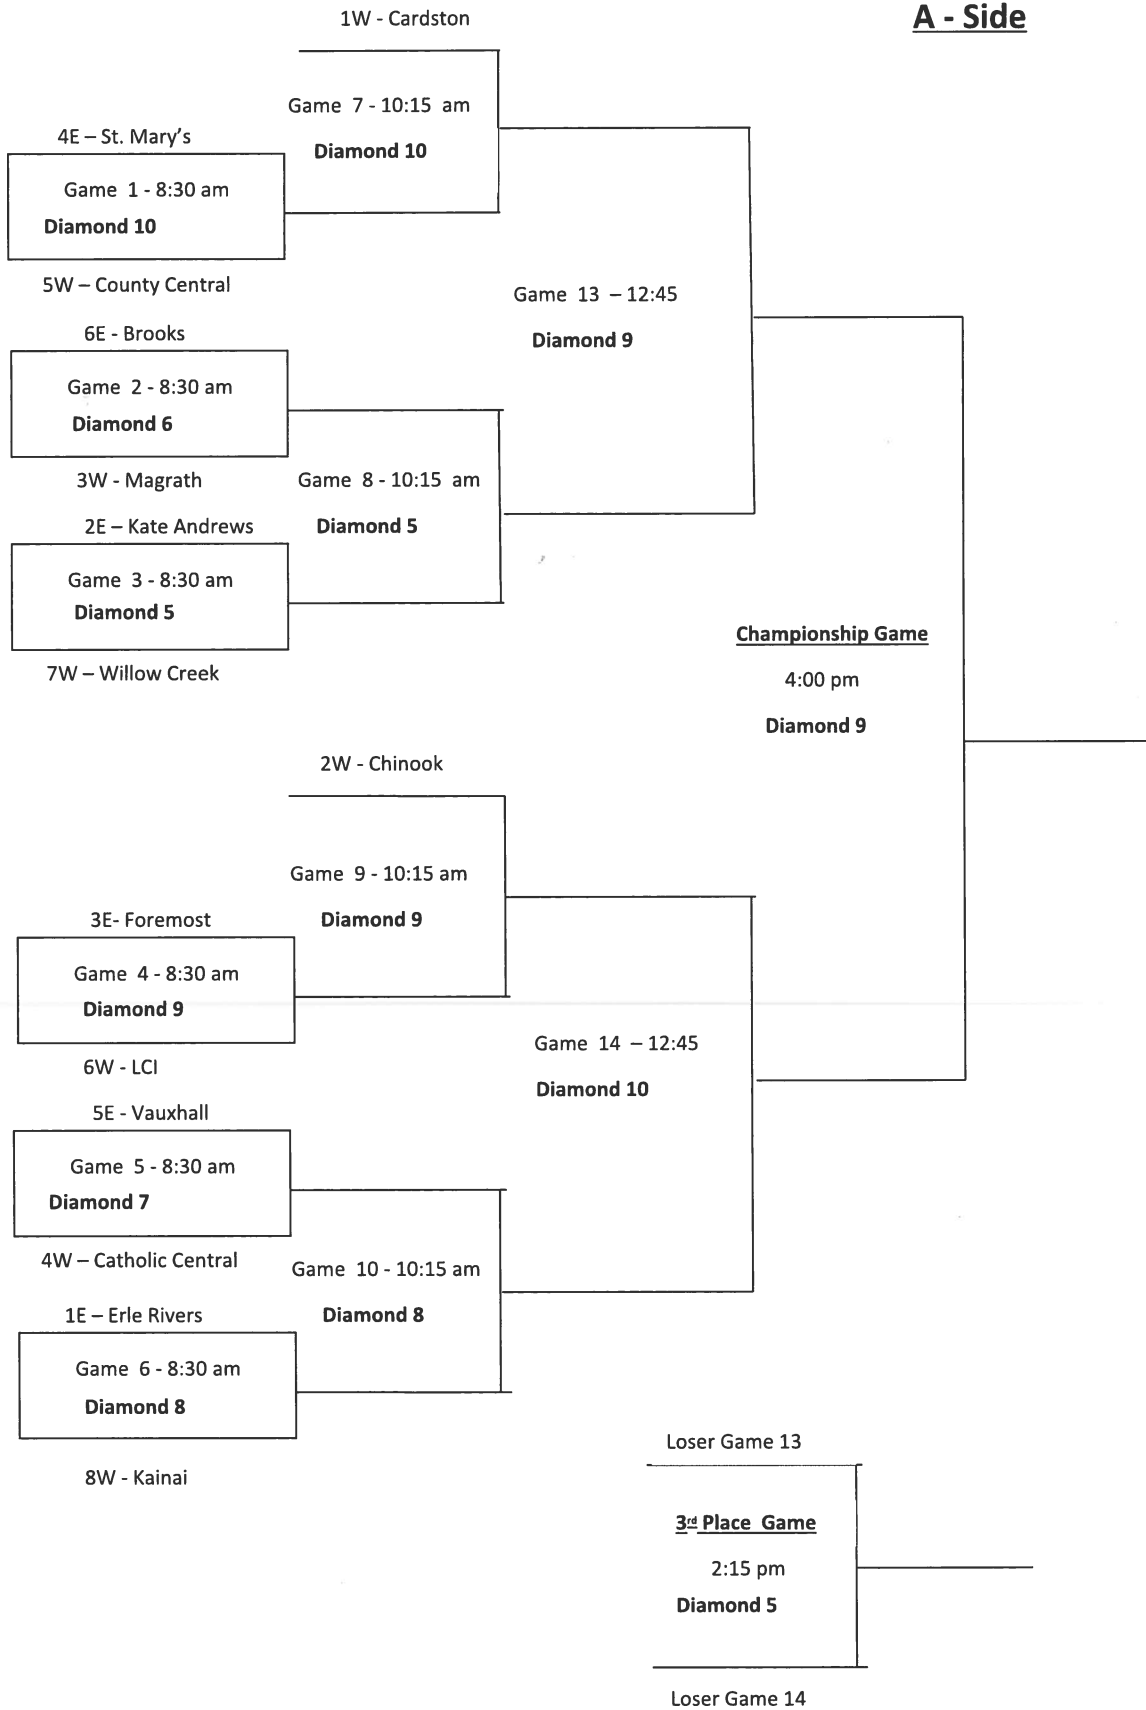 A - Side
1W - Cardston
Game 7 - 10:15 am
Diamond 10
4E – St. Mary's
Game 1 - 8:30 am
Diamond 10
5W – County Central
Game 13 – 12:45
Diamond 9
6E - Brooks
Game 2 - 8:30 am
Diamond 6
3W - Magrath
Game 8 - 10:15 am
Diamond 5
2E – Kate Andrews
Game 3 - 8:30 am
Diamond 5
7W – Willow Creek
Championship Game
4:00 pm
Diamond 9
2W - Chinook
Game 9 - 10:15 am
Diamond 9
3E- Foremost
Game 4 - 8:30 am
Diamond 9
6W - LCI
Game 14 – 12:45
Diamond 10
5E - Vauxhall
Game 5 - 8:30 am
Diamond 7
4W – Catholic Central
Game 10 - 10:15 am
Diamond 8
1E – Erle Rivers
Game 6 - 8:30 am
Diamond 8
8W - Kainai
Loser Game 13
3rd Place Game
2:15 pm
Diamond 5
Loser Game 14